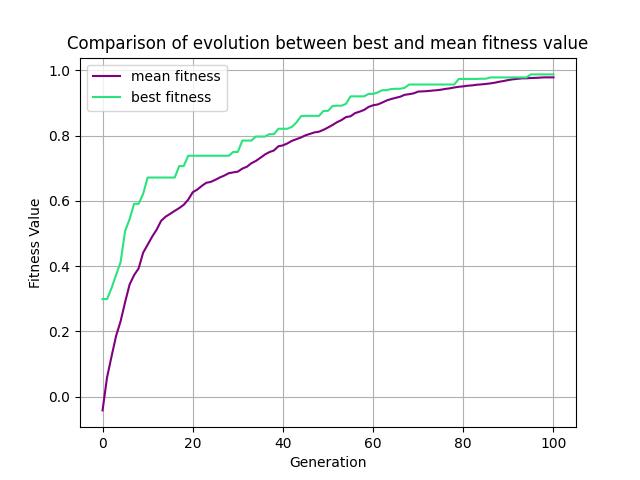 Comparison of evolution between best and mean fitness value
mean fitness
best fitness
Fitness Value
1.0
0.8
0.6
0.4
0.2
0.0
0 20 40 60 80 100
Generation